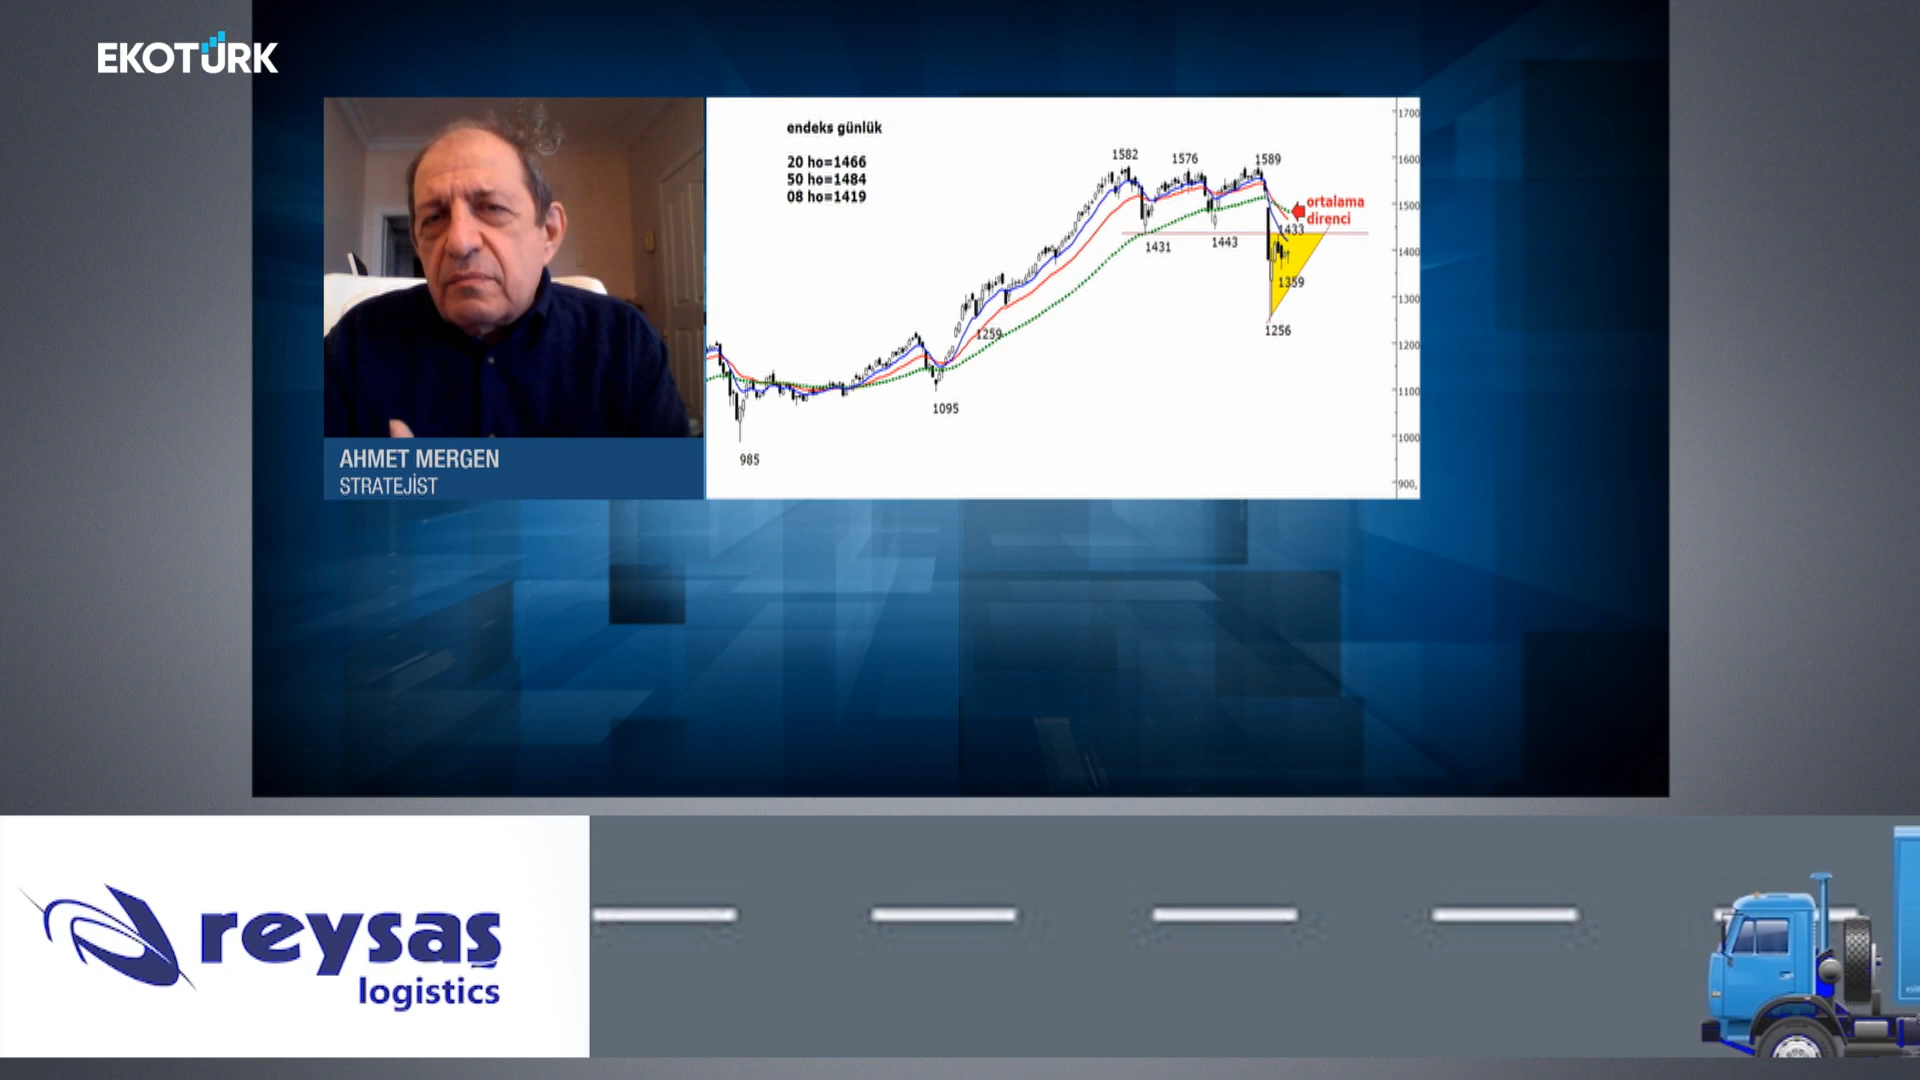 EKOTÜRK
endeks günlük
20 ho=1466
50 ho=1484
08 ho=1419
1582
1576
1589
ortalama
direnci
1433
1431
1443
1359
1256
1259
1095
985
1700
1600
1500
1400
1300
1200
1100
1000
900,
AHMET MERGEN
STRATEJİST
reysaş
logistics